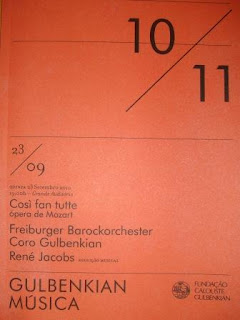 10
11
23
09
Così fan tutte
ópera de Mozart
Freiburger Barockorchester
Coro Gulbenkian
René Jacobs
GULBENKIAN
MÚSICA
FUNDAÇÃO
CALOUSTE
GULBENKIAN